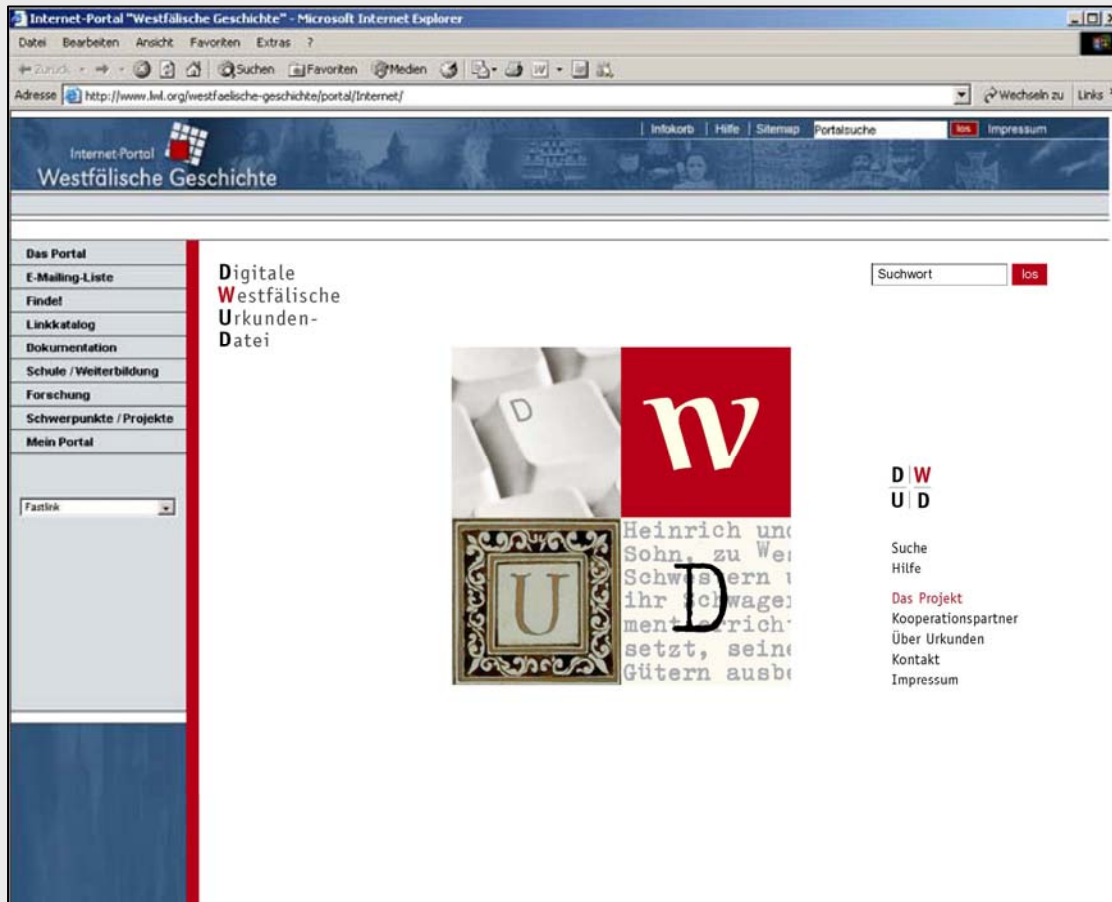 Internet-Portal "Westfälische Geschichte" - Microsoft Internet Explorer
Datei Bearbeiten Ansicht Favoriten Extras ?
Zurück Suchen Favoriten Medien
Adresse http://www.lwl.org/westfaelische-geschichte/portal/Internet/ Wechseln zu Links
Infokorb | Hilfe | Sitemap Portalsuche los Impressum
Internet-Portal
Westfälische Geschichte
Das Portal
E-Mailing-Liste
Finde!
Linkkatalog
Dokumentation
Schule / Weiterbildung
Forschung
Schwerpunkte / Projekte
Mein Portal
Fastlink
Digitale
Westfälische
Urkunden-
Datei
Suchwort los
D
W
U
Heinrich und
Sohn, zu Wes
Schwestern u
ihr Schwager
ment errich
setzt, seine
Gütern ausbe
D
D W
U D
Suche
Hilfe
Das Projekt
Kooperationspartner
Über Urkunden
Kontakt
Impressum